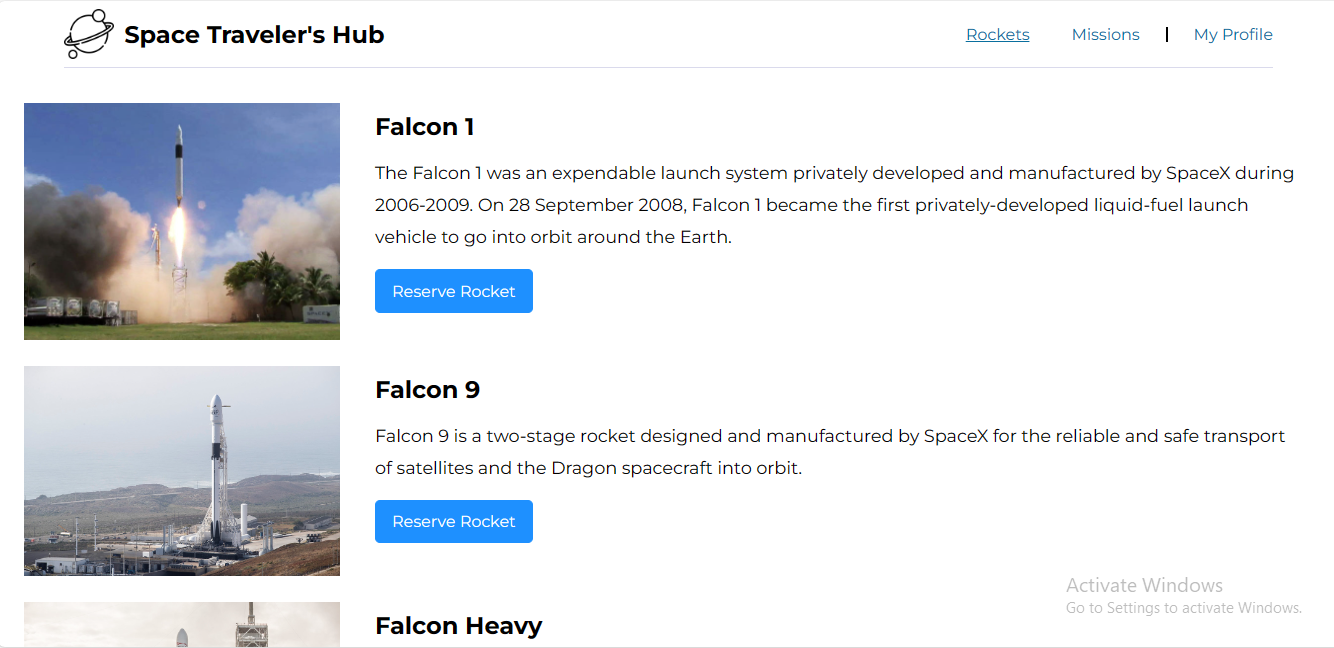 Space Traveler's Hub
Rockets
Missions
My Profile
Falcon 1
The Falcon 1 was an expendable launch system privately developed and manufactured by SpaceX during
2006-2009. On 28 September 2008, Falcon 1 became the first privately-developed liquid-fuel launch
vehicle to go into orbit around the Earth.
Reserve Rocket
Falcon 9
Falcon 9 is a two-stage rocket designed and manufactured by SpaceX for the reliable and safe transport
of satellites and the Dragon spacecraft into orbit.
Reserve Rocket
Falcon Heavy
Activate Windows
Go to Settings to activate Windows.